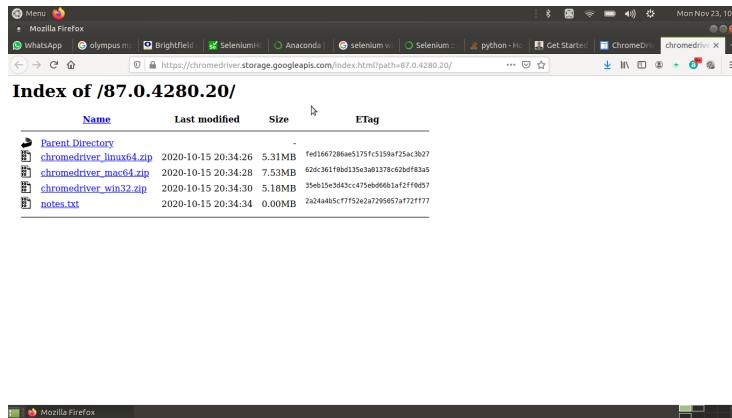 Menu Mon Nov 23, 10
Mozilla Firefox
WhatsApp olympus m Brightfield SeleniumH Anaconda | selenium w Selenium :: python - Ho Get Started ChromeDri chromedrive
https://chromedriver.storage.googleapis.com/index.html?path=87.0.4280.20/
Index of /87.0.4280.20/
Name Last modified Size ETag
Parent Directory -
chromedriver_linux64.zip 2020-10-15 20:34:26 5.31MB fed1667286ae5175fc5159af25ac3b27
chromedriver_mac64.zip 2020-10-15 20:34:28 7.53MB 62dc361f0bd135e3a01378c62bdf83a5
chromedriver_win32.zip 2020-10-15 20:34:30 5.18MB 35eb15e3d43cc475ebd66b1af2ff0d57
notes.txt 2020-10-15 20:34:34 0.00MB 2a24a4b5cf7f52e2a7295057af72ff77
Mozilla Firefox